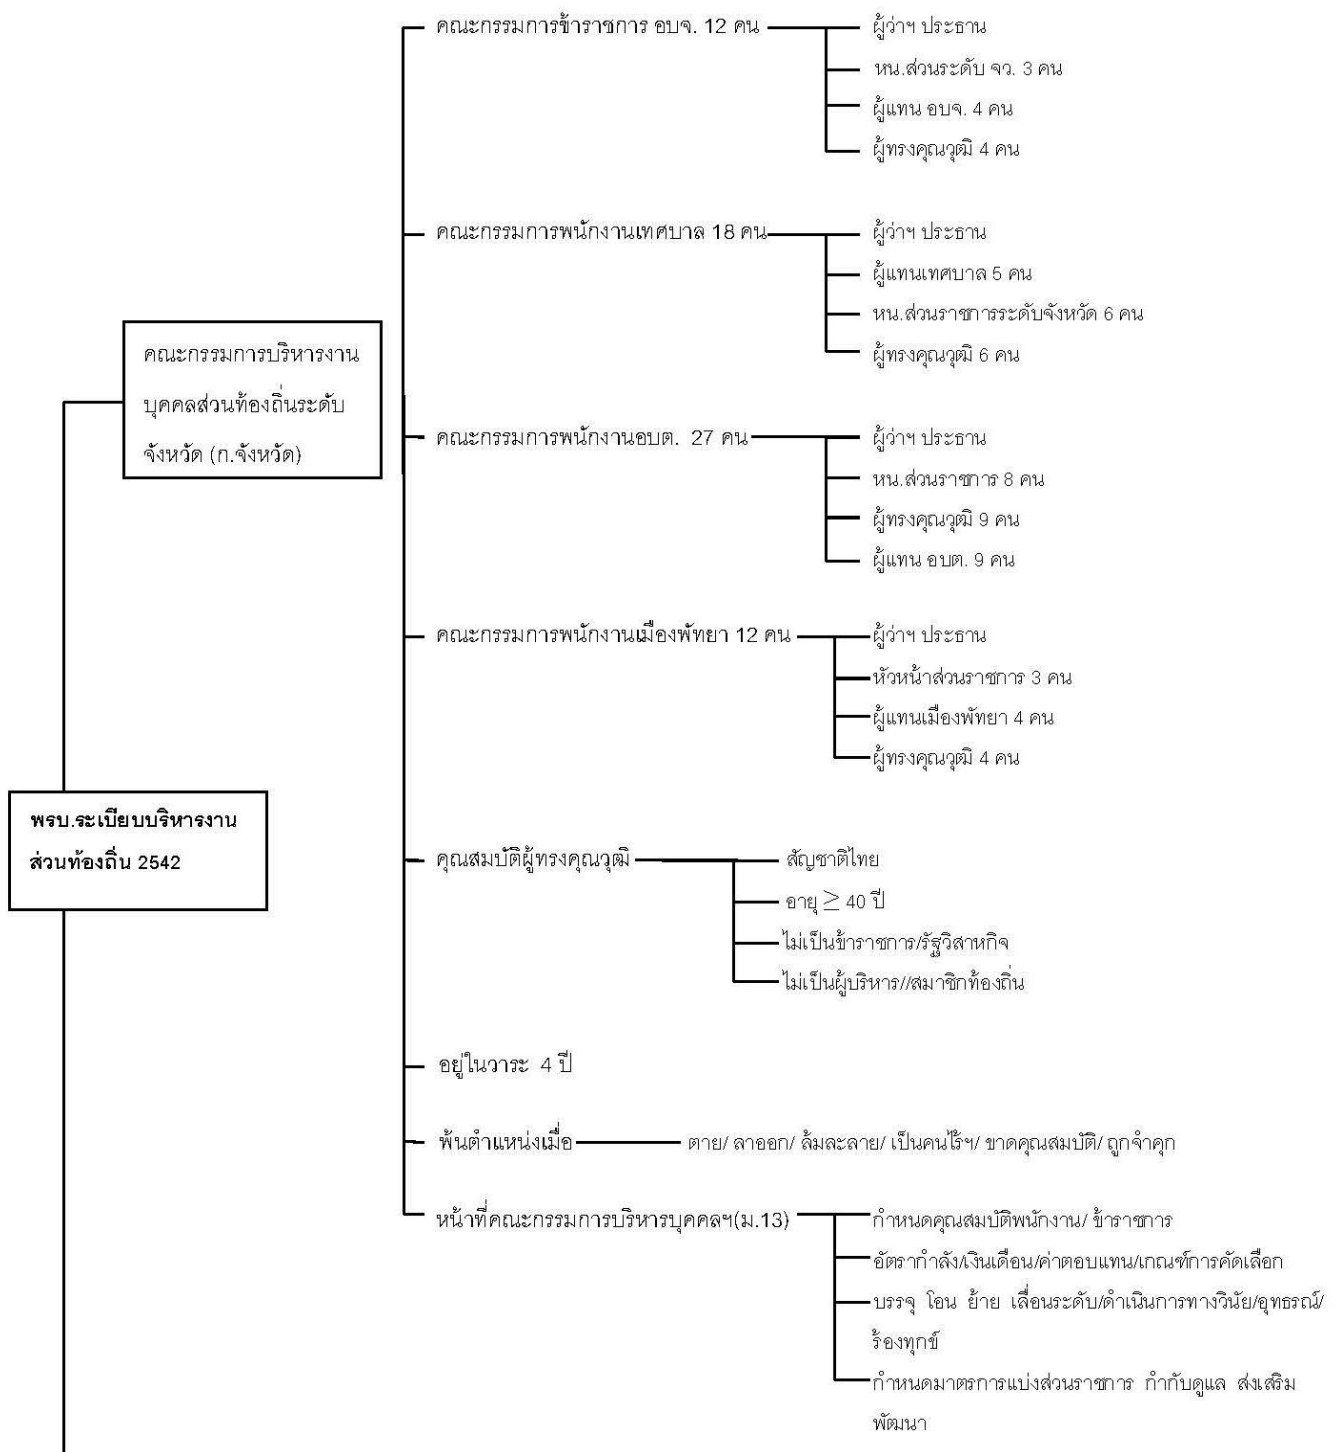 คณะกรรมการข้าราชการ อบจ. 12 คน
ผู้ว่าฯ ประธาน
หน.ส่วนระดับ จว. 3 คน
ผู้แทน อบจ. 4 คน
ผู้ทรงคุณวุฒิ 4 คน
คณะกรรมการพนักงานเทศบาล 18 คน
ผู้ว่าฯ ประธาน
ผู้แทนเทศบาล 5 คน
หน.ส่วนราชการระดับจังหวัด 6 คน
ผู้ทรงคุณวุฒิ 6 คน
คณะกรรมการบริหารงาน
บุคคลส่วนท้องถิ่นระดับ
จังหวัด (ก.จังหวัด)
คณะกรรมการพนักงานอบต. 27 คน
ผู้ว่าฯ ประธาน
หน.ส่วนราชการ 8 คน
ผู้ทรงคุณวุฒิ 9 คน
ผู้แทน อบต. 9 คน
คณะกรรมการพนักงานเมืองพัทยา 12 คน
ผู้ว่าฯ ประธาน
หัวหน้าส่วนราชการ 3 คน
ผู้แทนเมืองพัทยา 4 คน
ผู้ทรงคุณวุฒิ 4 คน
พรบ.ระเบียบบริหารงาน
ส่วนท้องถิ่น 2542
คุณสมบัติผู้ทรงคุณวุฒิ
สัญชาติไทย
อายุ ≥ 40 ปี
ไม่เป็นข้าราชการ/รัฐวิสาหกิจ
ไม่เป็นผู้บริหาร//สมาชิกท้องถิ่น
อยู่ในวาระ 4 ปี
พ้นตำแหน่งเมื่อ
ตาย/ ลาออก/ ล้มละลาย/ เป็นคนไร้ฯ/ ขาดคุณสมบัติ/ ถูกจำคุก
หน้าที่คณะกรรมการบริหารบุคคลฯ(ม.13)
กำหนดคุณสมบัติพนักงาน/ ข้าราชการ
อัตรากำลัง/เงินเดือน/ค่าตอบแทน/เกณฑ์การคัดเลือก
บรรจุ โอน ย้าย เลื่อนระดับ/ดำเนินการทางวินัย/อุทธรณ์/
ร้องทุกข์
กำหนดมาตรการแบ่งส่วนราชการ กำกับดูแล ส่งเสริม
พัฒนา